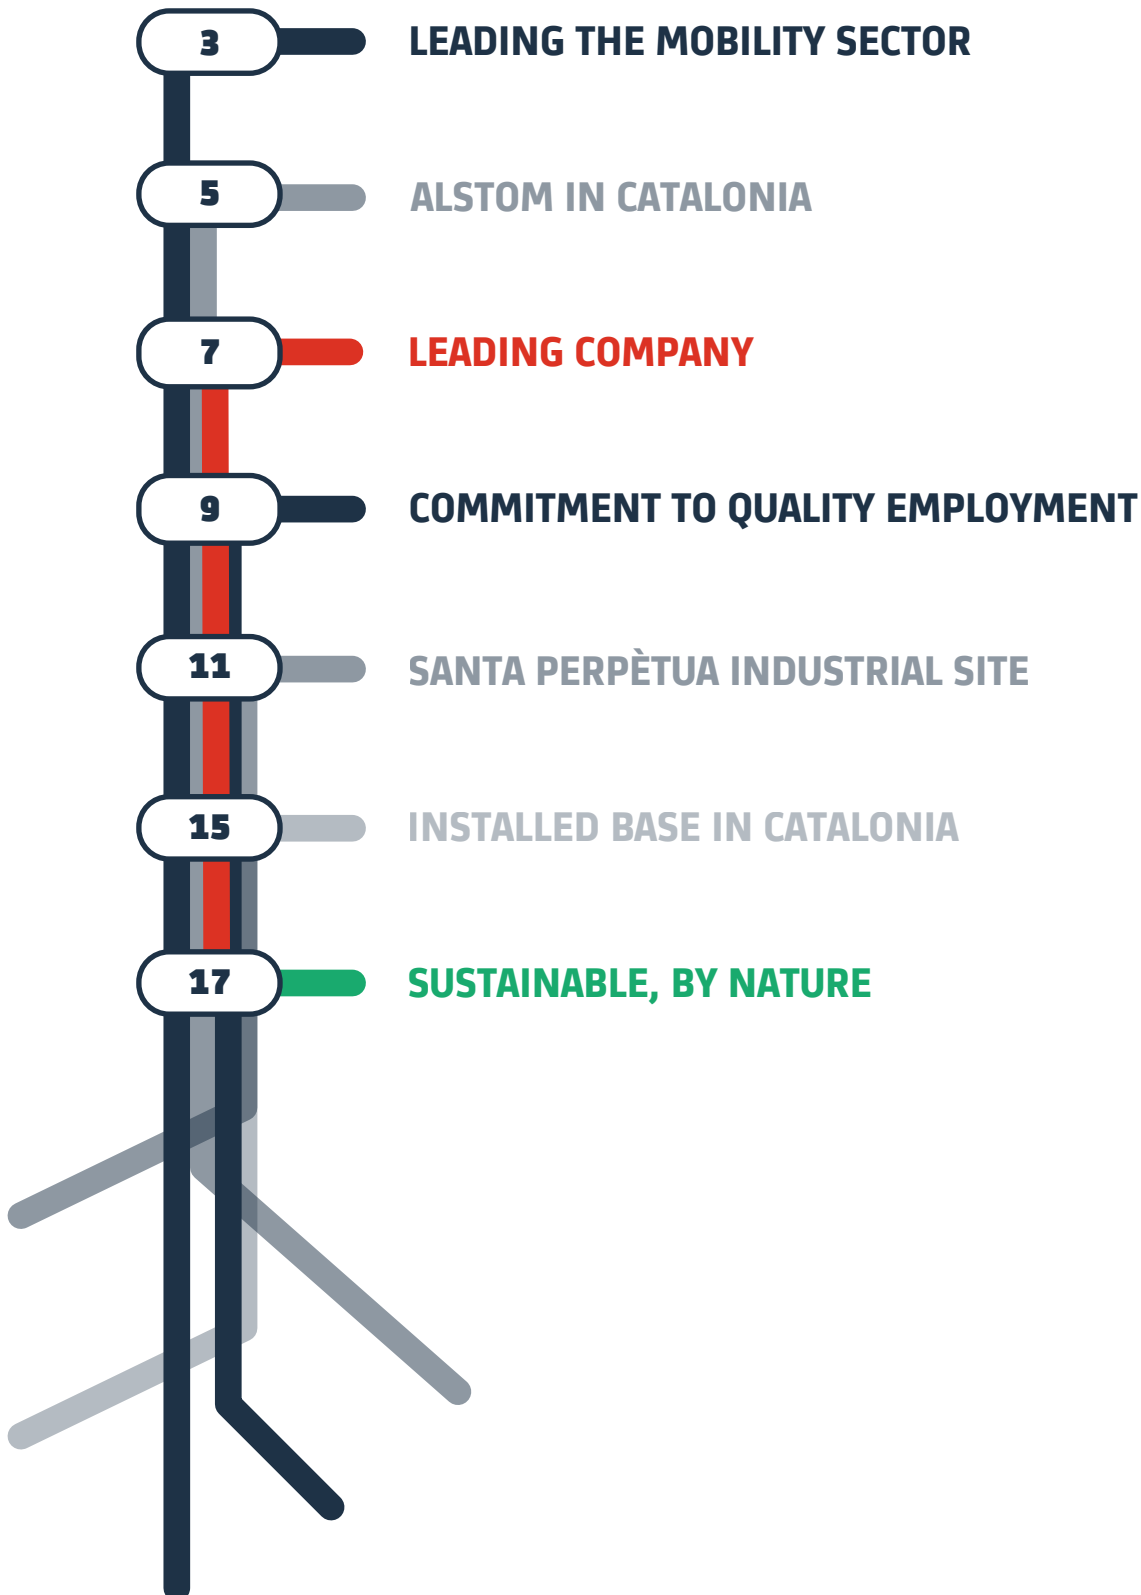 3 LEADING THE MOBILITY SECTOR
5 ALSTOM IN CATALONIA
7 LEADING COMPANY
9 COMMITMENT TO QUALITY EMPLOYMENT
11 SANTA PERPÈTUA INDUSTRIAL SITE
15 INSTALLED BASE IN CATALONIA
17 SUSTAINABLE, BY NATURE